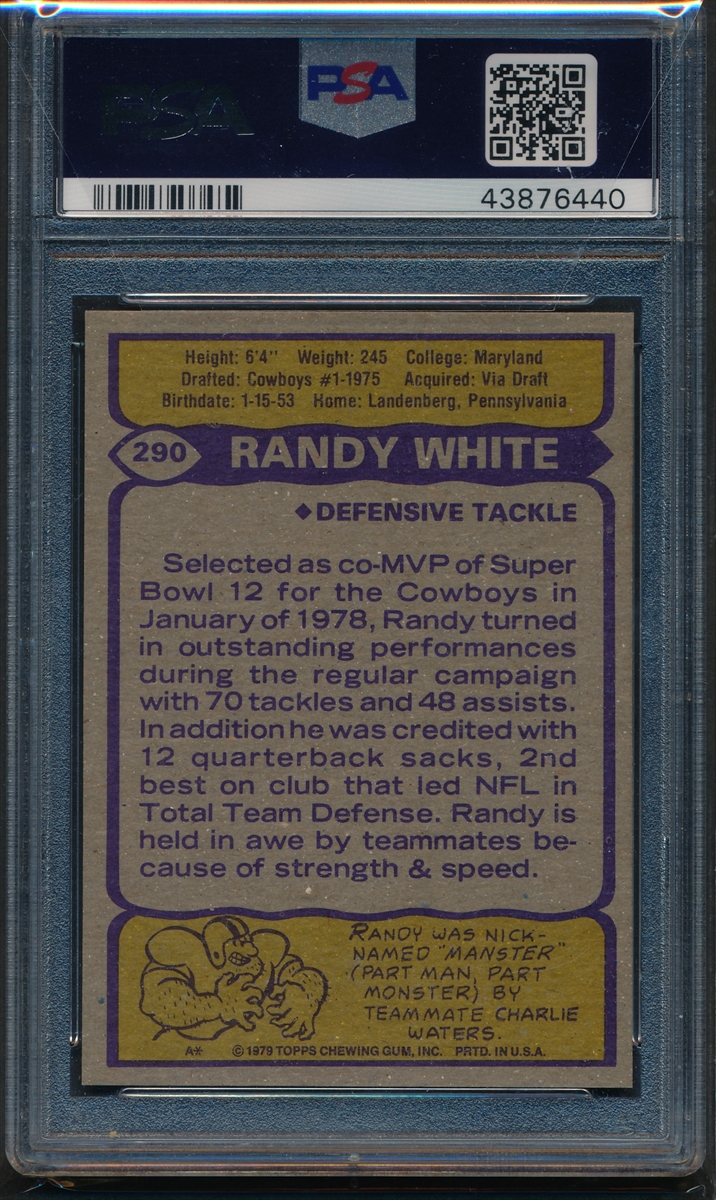 PSA
PSA
43876440
Height: 6'4" Weight: 245 College: Maryland
Drafted: Cowboys #1-1975 Acquired: Via Draft
Birthdate: 1-15-53 Home: Landenberg, Pennsylvania
290 RANDY WHITE
◆DEFENSIVE TACKLE
Selected as co-MVP of Super
Bowl 12 for the Cowboys in
January of 1978, Randy turned
in outstanding performances
during the regular campaign
with 70 tackles and 48 assists.
In addition he was credited with
12 quarterback sacks, 2nd
best on club that led NFL in
Total Team Defense. Randy is
held in awe by teammates be-
cause of strength & speed.
RANDY WAS NICK-
NAMED "MANSTER"
(PART MAN, PART
MONSTER) BY
TEAMMATE CHARLIE
WATERS.
A* © 1979 TOPPS CHEWING GUM, INC. PRTD. IN U.S.A.